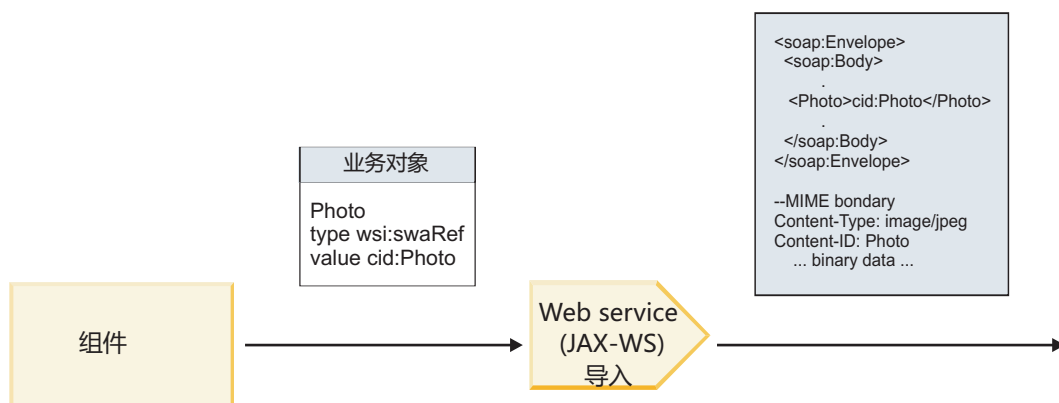 <soap:Envelope>
<soap:Body>
.
<Photo>cid:Photo</Photo>
.
</soap:Body>
</soap:Envelope>
--MIME bondary
Content-Type: image/jpeg
Content-ID: Photo
... binary data ...
业务对象
Photo
type wsi:swaRef
value cid:Photo
组件
Web service
(JAX-WS)
导入